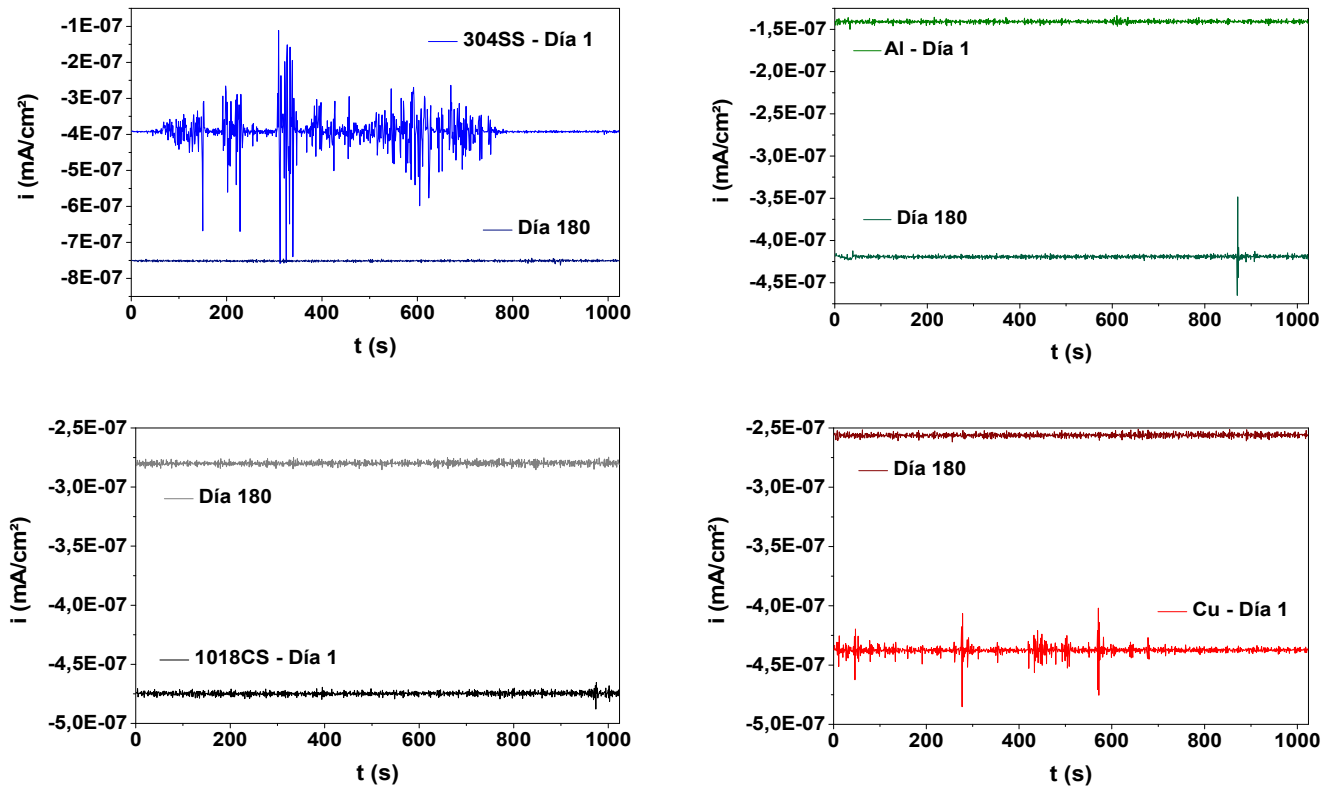 -1E-07
-2E-07
-3E-07
-4E-07
-5E-07
-6E-07
-7E-07
-8E-07
i (mA/cm²)
304SS - Día 1
Día 180
0 200 400 600 800 1000
t (s)
-1,5E-07
-2,0E-07
-2,5E-07
-3,0E-07
-3,5E-07
-4,0E-07
-4,5E-07
i (mA/cm²)
Al - Día 1
Día 180
0 200 400 600 800 1000
t (s)
-2,5E-07
-3,0E-07
-3,5E-07
-4,0E-07
-4,5E-07
-5,0E-07
i (mA/cm²)
Día 180
1018CS - Día 1
0 200 400 600 800 1000
t (s)
-2,5E-07
-3,0E-07
-3,5E-07
-4,0E-07
-4,5E-07
-5,0E-07
i (mA/cm²)
Día 180
Cu - Día 1
0 200 400 600 800 1000
t (s)